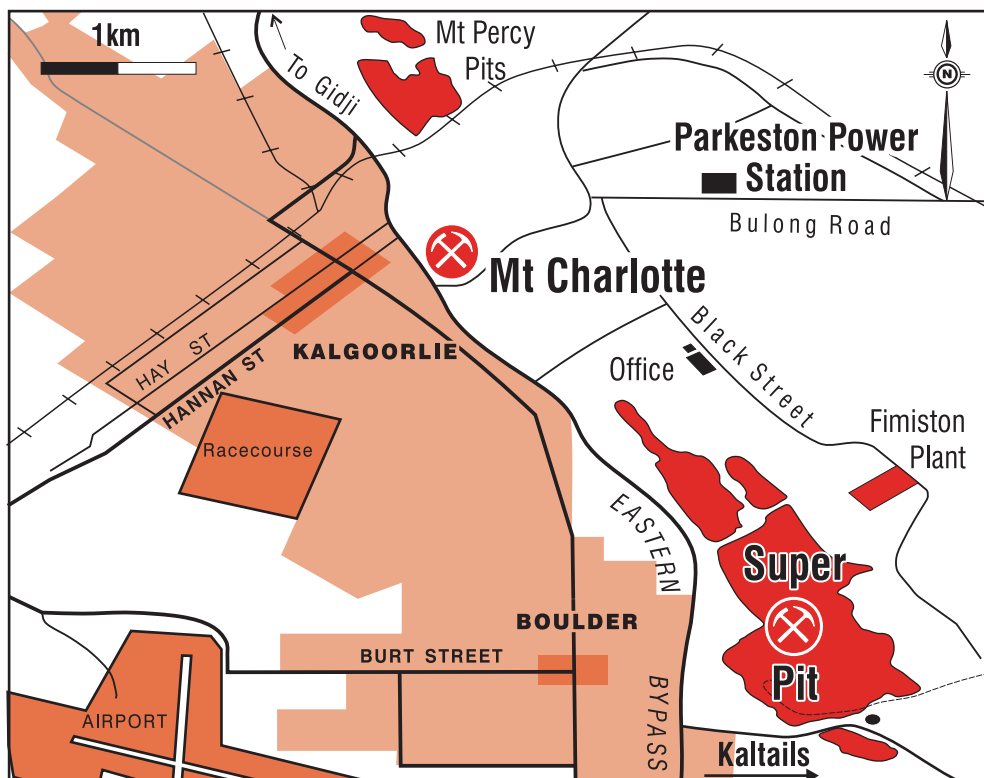 1km
To Gidji
Mt Percy
Pits
N
Parkeston Power
Station
Bulong Road
Mt Charlotte
KALGOORLIE
HAY ST
HANNAN ST
Racecourse
Office
Black Street
Fimiston
Plant
EASTERN
BYPASS
Super
Pit
BOULDER
BURT STREET
AIRPORT
Kaltails